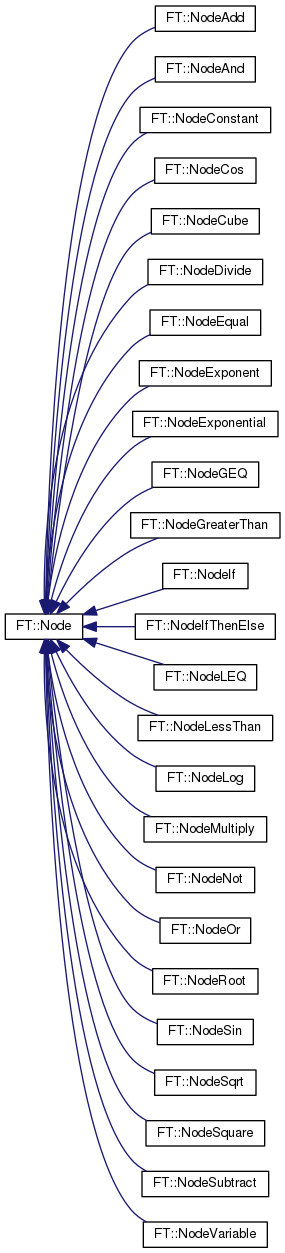 FT::NodeAdd
FT::NodeAnd
FT::NodeConstant
FT::NodeCos
FT::NodeCube
FT::NodeDivide
FT::NodeEqual
FT::NodeExponent
FT::NodeExponential
FT::NodeGEQ
FT::NodeGreaterThan
FT::NodeIf
FT::Node
FT::NodeIfThenElse
FT::NodeLEQ
FT::NodeLessThan
FT::NodeLog
FT::NodeMultiply
FT::NodeNot
FT::NodeOr
FT::NodeRoot
FT::NodeSin
FT::NodeSqrt
FT::NodeSquare
FT::NodeSubtract
FT::NodeVariable